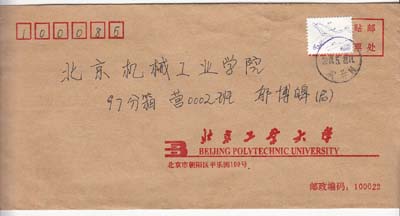 100085
贴邮
票处
北京机械工业学院
97分箱 营0002班
北京工业大学
BEIJING POLYTECHNIC UNIVERSITY
北京市朝阳区平乐园100号
邮政编码：100022